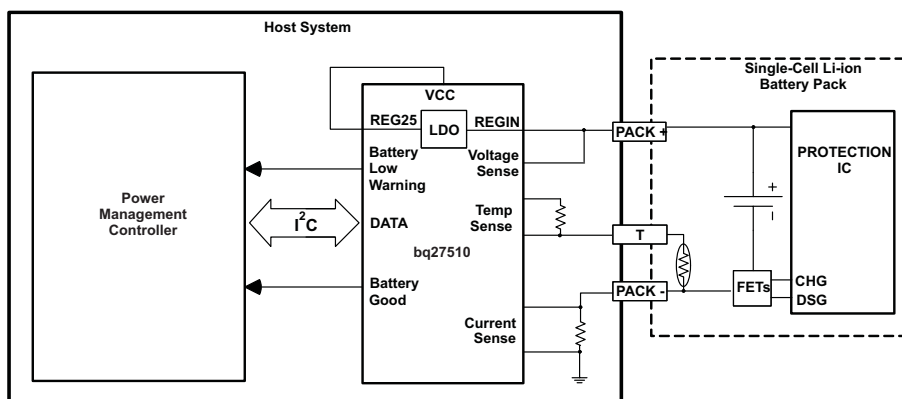 Host System
Single-Cell Li-ion
Battery Pack
VCC
REG25
LDO
REGIN
PACK +
PROTECTION
IC
Battery
Low
Warning
Voltage
Sense
+
–
Power
Management
Controller
I2C
DATA
Temp
Sense
T
bq27510
Battery
Good
PACK -
FETs
CHG
DSG
Current
Sense